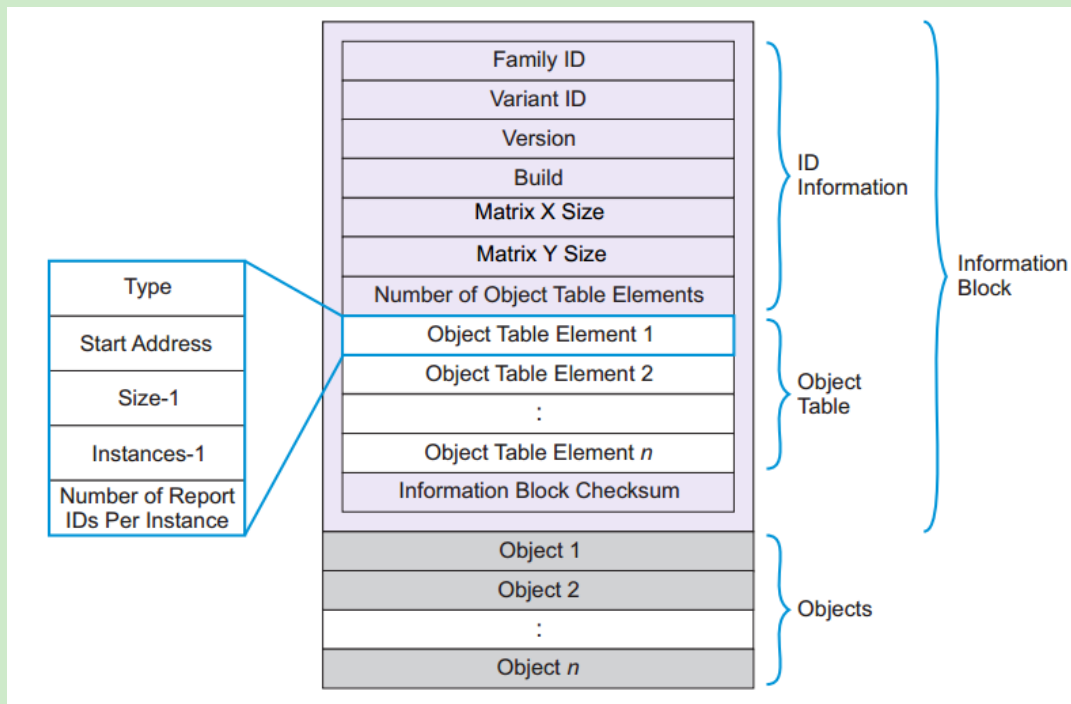 Family ID
Variant ID
Version
Build
Matrix X Size
Matrix Y Size
Number of Object Table Elements
Object Table Element 1
Object Table Element 2
:
Object Table Element n
Information Block Checksum
Object 1
Object 2
:
Object n
Type
Start Address
Size-1
Instances-1
Number of Report
IDs Per Instance
ID
Information
Object
Table
Objects
Information
Block